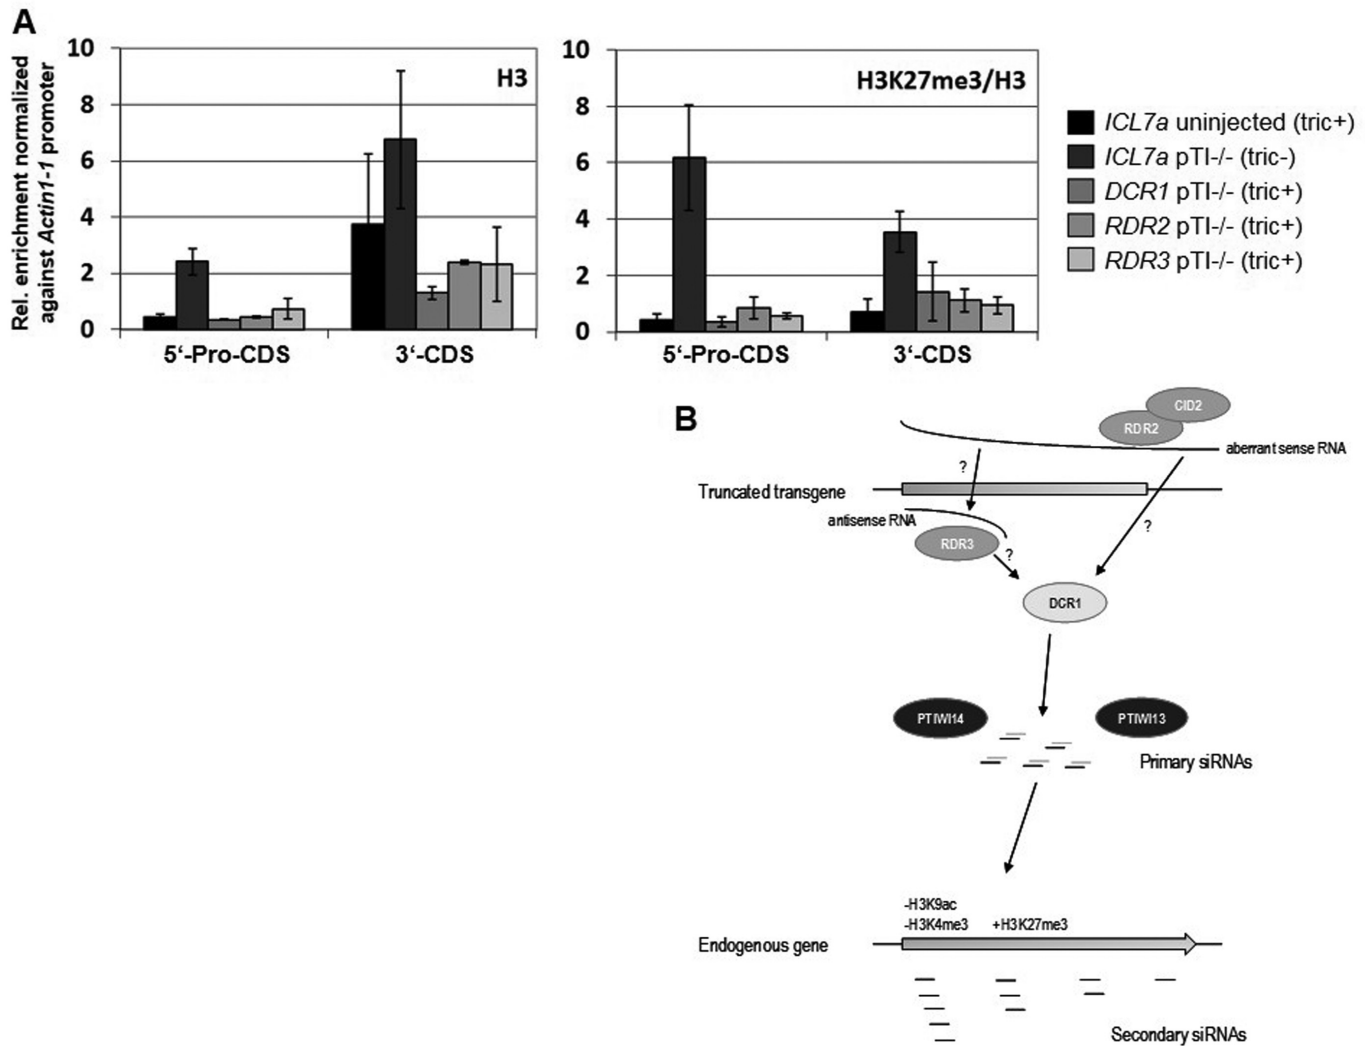 A
Rel. enrichment normalized
against Actin1-1 promoter
10
8
6
4
2
0
H3
5‘-Pro-CDS
3‘-CDS
10
8
6
4
2
0
H3K27me3/H3
5‘-Pro-CDS
3‘-CDS
ICL7a uninjected (tric+)
ICL7a pTI-/- (tric-)
DCR1 pTI-/- (tric+)
RDR2 pTI-/- (tric+)
RDR3 pTI-/- (tric+)
B
CID2
RDR2
aberrant sense RNA
?
Truncated transgene
antisense RNA
?
RDR3
?
DCR1
PTIWI14
PTIWI13
Primary siRNAs
-H3K9ac
-H3K4me3 +H3K27me3
Endogenous gene
Secondary siRNAs